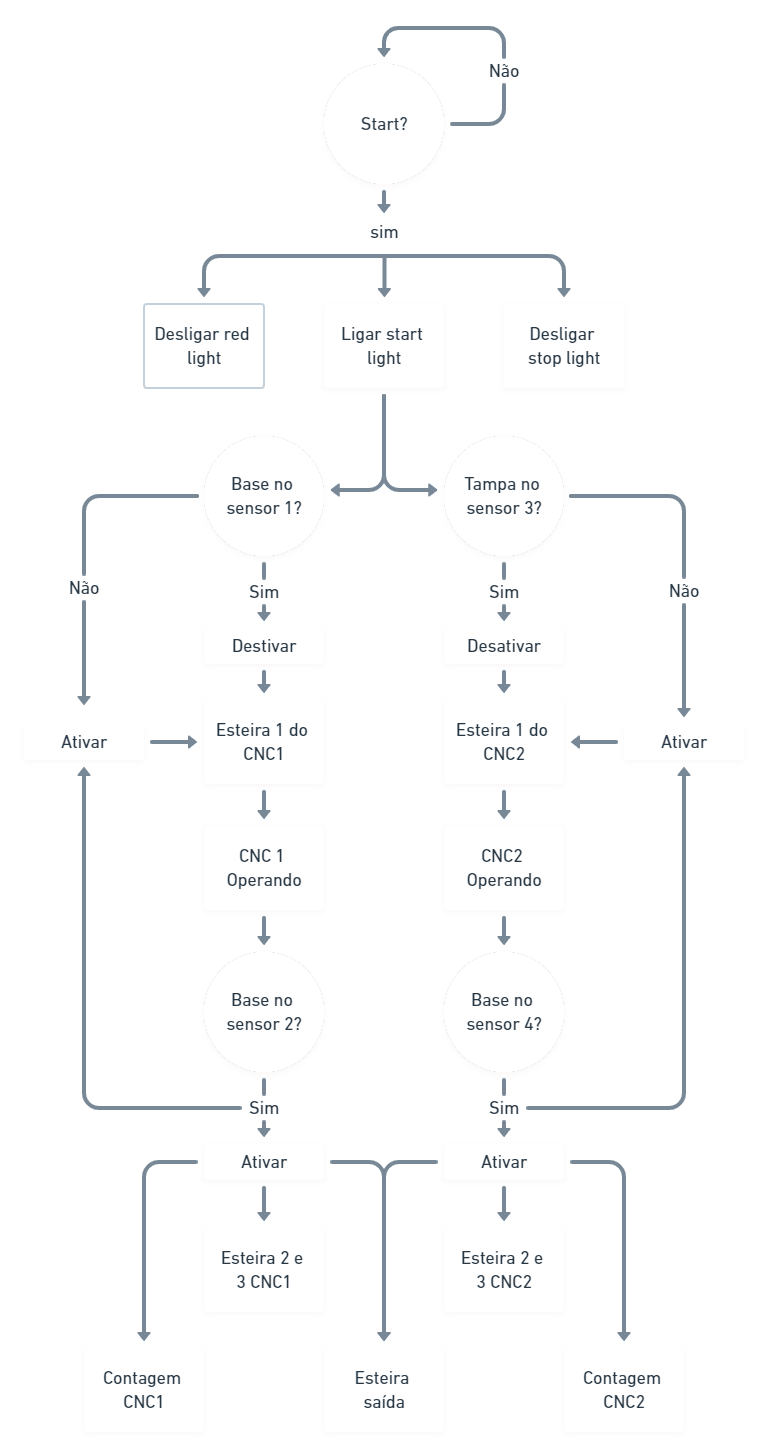 Não
Start?
sim
Desligar red
light
Ligar start
light
Desligar
stop light
Base no
sensor 1?
Tampa no
sensor 3?
Não
Sim
Sim
Não
Destivar
Desativar
Ativar
Esteira 1 do
CNC1
Esteira 1 do
CNC2
Ativar
CNC 1
Operando
CNC2
Operando
Base no
sensor 2?
Base no
sensor 4?
Sim
Sim
Ativar
Ativar
Esteira 2 e
3 CNC1
Esteira 2 e
3 CNC2
Contagem
CNC1
Esteira
saída
Contagem
CNC2